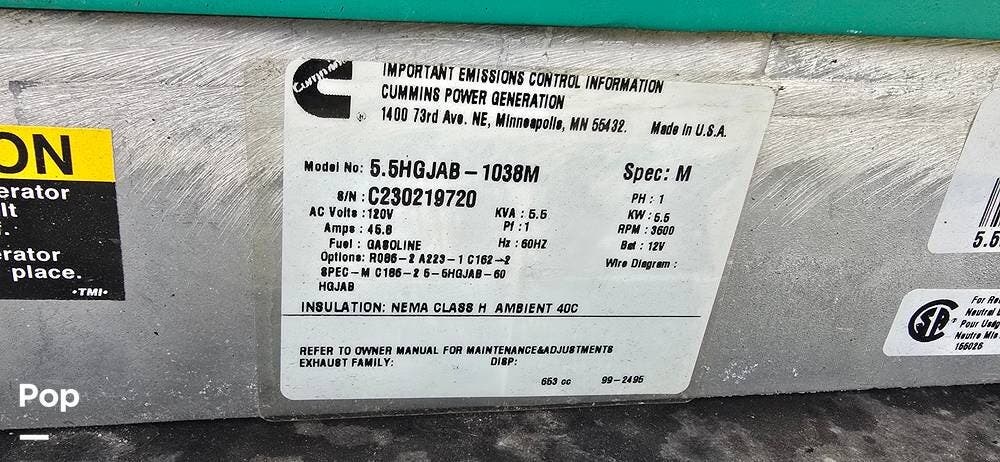 ON
erator
lt
f.
erator
place.
•TMI•
Cummins
IMPORTANT EMISSIONS CONTROL INFORMATION
CUMMINS POWER GENERATION
1400 73rd Ave. NE, Minneapolis, MN 55432. Made in U.S.A.
Model No: 5.5HGJAB-1038M Spec: M
S/N : C230219720 PH : 1
AC Volts : 120V KVA : 5.5 KW : 5.5
Amps : 45.8 Pf : 1 RPM : 3600
Fuel : GASOLINE Hz : 60HZ Bat : 12V
Options: R086-2 A223-1 C162-2 Wire Diagram :
SPEC-M C186-2 5-5HGJAB-60
HGJAB
INSULATION: NEMA CLASS H AMBIENT 40C
REFER TO OWNER MANUAL FOR MAINTENANCE&ADJUSTMENTS
EXHAUST FAMILY: DISP:
653 cc 99-2495
5.5
For Re
Neutral
Pour Usag
Neutre Mis
166026
Pop